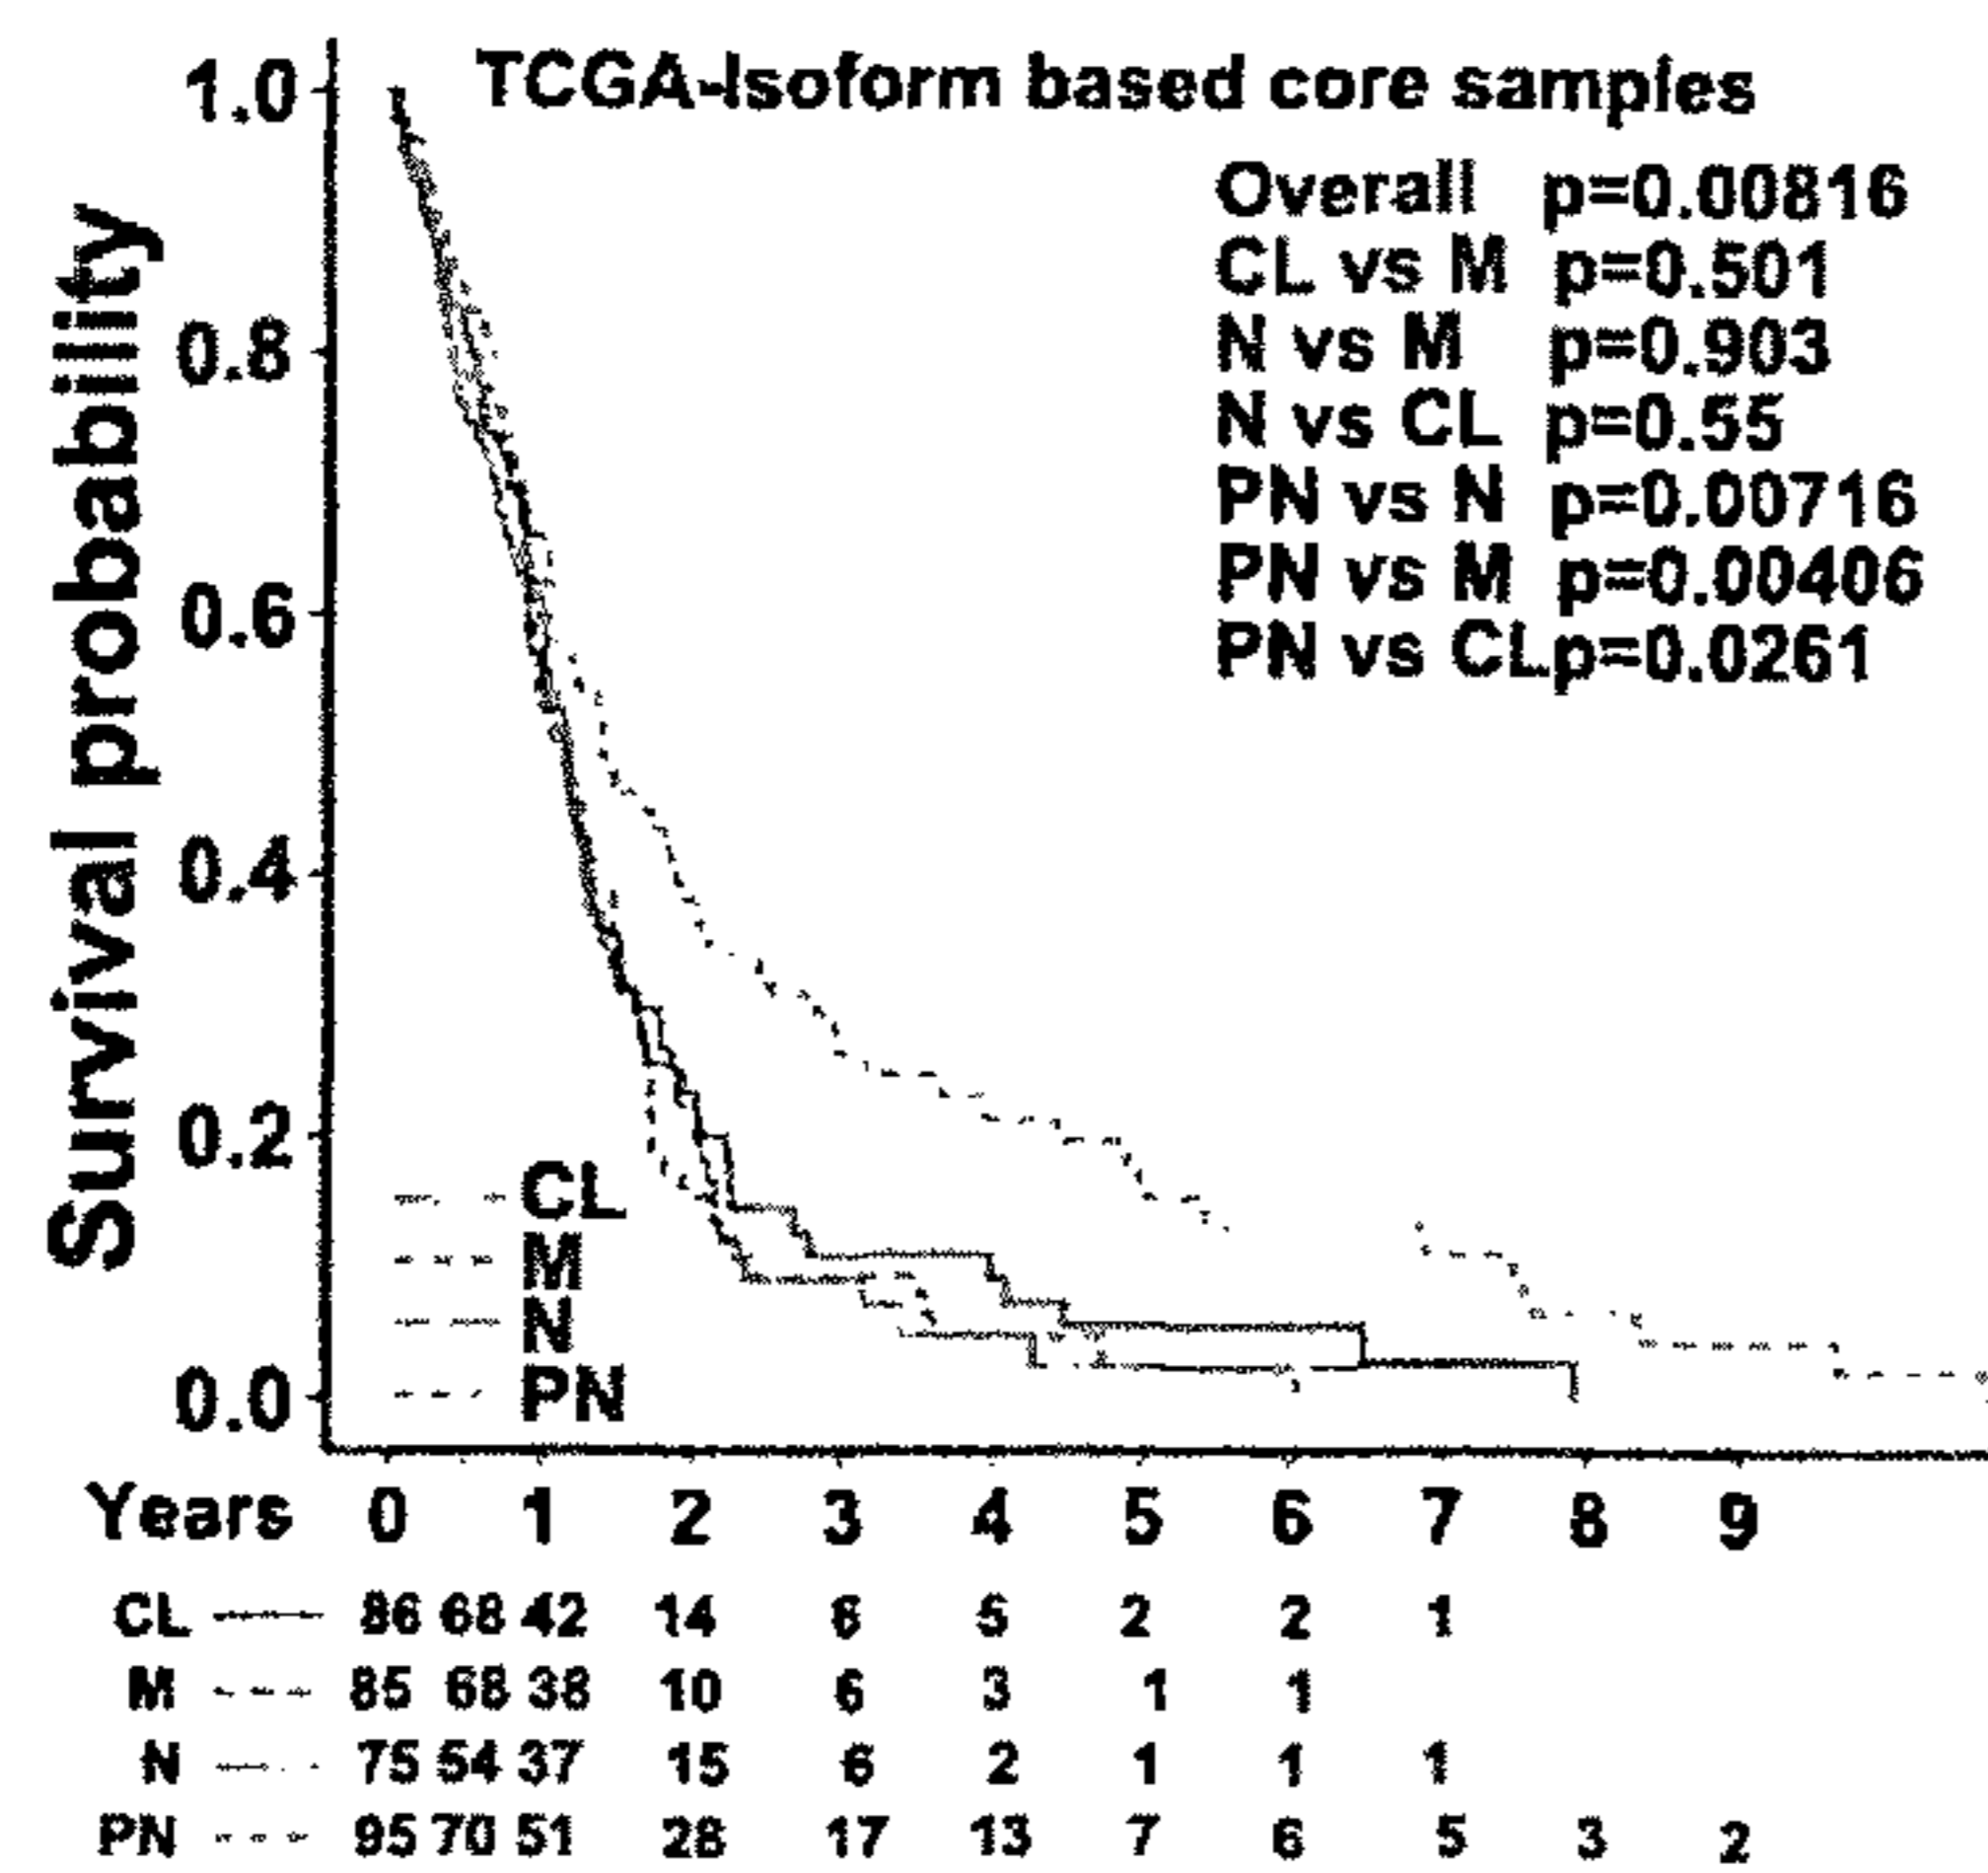 TCGA-Isoform based core samples
Overall p=0.00816
CL vs M p=0.501
N vs M p=0.903
N vs CL p=0.55
PN vs N p=0.00716
PN vs M p=0.00406
PN vs CL p=0.0261
Survival probability
1.0
0.8
0.6
0.4
0.2
0.0
CL
M
N
PN
Years 0 1 2 3 4 5 6 7 8 9
CL 86 68 42 14 6 5 2 2 1
M 85 68 38 10 6 3 1 1
N 75 54 37 15 6 2 1 1 1
PN 95 70 51 28 17 13 7 6 5 3 2